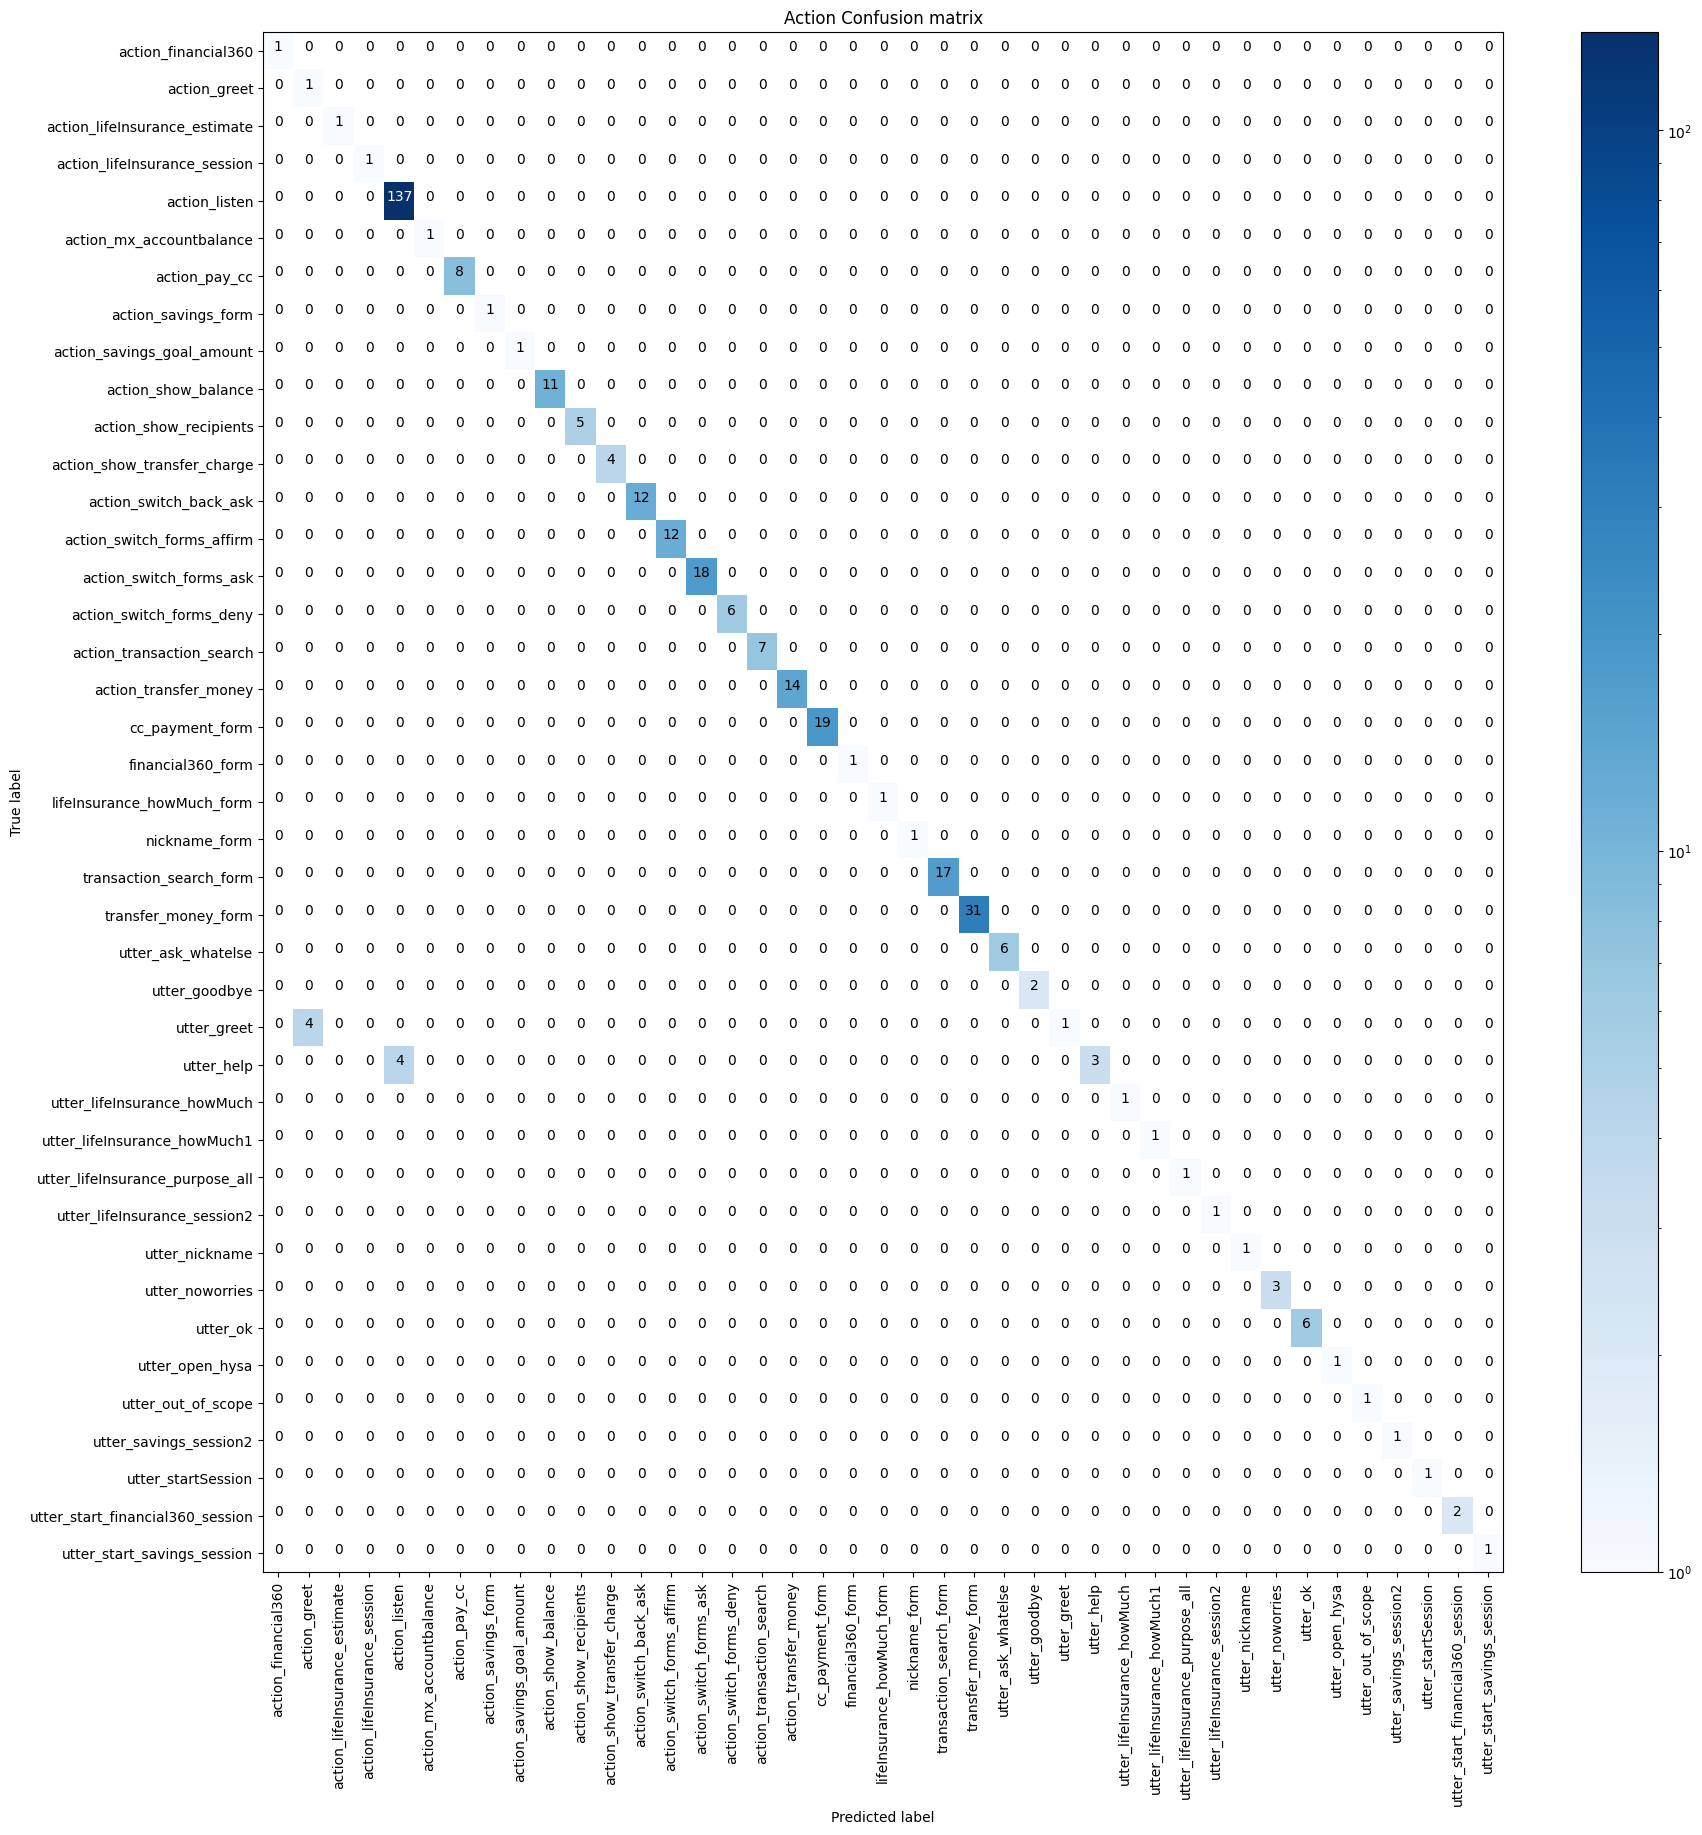 Action Confusion matrix
action_financial360 1 0 0 0 0 0 0 0 0 0 0 0 0 0 0 0 0 0 0 0 0 0 0 0 0 0 0 0 0 0 0 0 0 0 0 0 0 0 0 0 0
action_greet 0 1 0 0 0 0 0 0 0 0 0 0 0 0 0 0 0 0 0 0 0 0 0 0 0 0 0 0 0 0 0 0 0 0 0 0 0 0 0 0 0
action_lifeInsurance_estimate 0 0 1 0 0 0 0 0 0 0 0 0 0 0 0 0 0 0 0 0 0 0 0 0 0 0 0 0 0 0 0 0 0 0 0 0 0 0 0 0 0
action_lifeInsurance_session 0 0 0 1 0 0 0 0 0 0 0 0 0 0 0 0 0 0 0 0 0 0 0 0 0 0 0 0 0 0 0 0 0 0 0 0 0 0 0 0 0
action_listen 0 0 0 0 137 0 0 0 0 0 0 0 0 0 0 0 0 0 0 0 0 0 0 0 0 0 0 0 0 0 0 0 0 0 0 0 0 0 0 0 0
action_mx_accountbalance 0 0 0 0 0 1 0 0 0 0 0 0 0 0 0 0 0 0 0 0 0 0 0 0 0 0 0 0 0 0 0 0 0 0 0 0 0 0 0 0 0
action_pay_cc 0 0 0 0 0 0 8 0 0 0 0 0 0 0 0 0 0 0 0 0 0 0 0 0 0 0 0 0 0 0 0 0 0 0 0 0 0 0 0 0 0
action_savings_form 0 0 0 0 0 0 0 1 0 0 0 0 0 0 0 0 0 0 0 0 0 0 0 0 0 0 0 0 0 0 0 0 0 0 0 0 0 0 0 0 0
action_savings_goal_amount 0 0 0 0 0 0 0 0 1 0 0 0 0 0 0 0 0 0 0 0 0 0 0 0 0 0 0 0 0 0 0 0 0 0 0 0 0 0 0 0 0
action_show_balance 0 0 0 0 0 0 0 0 0 11 0 0 0 0 0 0 0 0 0 0 0 0 0 0 0 0 0 0 0 0 0 0 0 0 0 0 0 0 0 0 0
action_show_recipients 0 0 0 0 0 0 0 0 0 0 5 0 0 0 0 0 0 0 0 0 0 0 0 0 0 0 0 0 0 0 0 0 0 0 0 0 0 0 0 0 0
action_show_transfer_charge 0 0 0 0 0 0 0 0 0 0 0 4 0 0 0 0 0 0 0 0 0 0 0 0 0 0 0 0 0 0 0 0 0 0 0 0 0 0 0 0 0
action_switch_back_ask 0 0 0 0 0 0 0 0 0 0 0 0 12 0 0 0 0 0 0 0 0 0 0 0 0 0 0 0 0 0 0 0 0 0 0 0 0 0 0 0 0
action_switch_forms_affirm 0 0 0 0 0 0 0 0 0 0 0 0 0 12 0 0 0 0 0 0 0 0 0 0 0 0 0 0 0 0 0 0 0 0 0 0 0 0 0 0 0
action_switch_forms_ask 0 0 0 0 0 0 0 0 0 0 0 0 0 0 18 0 0 0 0 0 0 0 0 0 0 0 0 0 0 0 0 0 0 0 0 0 0 0 0 0 0
action_switch_forms_deny 0 0 0 0 0 0 0 0 0 0 0 0 0 0 0 6 0 0 0 0 0 0 0 0 0 0 0 0 0 0 0 0 0 0 0 0 0 0 0 0 0
action_transaction_search 0 0 0 0 0 0 0 0 0 0 0 0 0 0 0 0 7 0 0 0 0 0 0 0 0 0 0 0 0 0 0 0 0 0 0 0 0 0 0 0 0
action_transfer_money 0 0 0 0 0 0 0 0 0 0 0 0 0 0 0 0 0 14 0 0 0 0 0 0 0 0 0 0 0 0 0 0 0 0 0 0 0 0 0 0 0
cc_payment_form 0 0 0 0 0 0 0 0 0 0 0 0 0 0 0 0 0 0 19 0 0 0 0 0 0 0 0 0 0 0 0 0 0 0 0 0 0 0 0 0 0
financial360_form 0 0 0 0 0 0 0 0 0 0 0 0 0 0 0 0 0 0 0 1 0 0 0 0 0 0 0 0 0 0 0 0 0 0 0 0 0 0 0 0 0
lifeInsurance_howMuch_form 0 0 0 0 0 0 0 0 0 0 0 0 0 0 0 0 0 0 0 0 1 0 0 0 0 0 0 0 0 0 0 0 0 0 0 0 0 0 0 0 0
nickname_form 0 0 0 0 0 0 0 0 0 0 0 0 0 0 0 0 0 0 0 0 0 1 0 0 0 0 0 0 0 0 0 0 0 0 0 0 0 0 0 0 0
transaction_search_form 0 0 0 0 0 0 0 0 0 0 0 0 0 0 0 0 0 0 0 0 0 0 17 0 0 0 0 0 0 0 0 0 0 0 0 0 0 0 0 0 0
transfer_money_form 0 0 0 0 0 0 0 0 0 0 0 0 0 0 0 0 0 0 0 0 0 0 0 31 0 0 0 0 0 0 0 0 0 0 0 0 0 0 0 0 0
utter_ask_whatelse 0 0 0 0 0 0 0 0 0 0 0 0 0 0 0 0 0 0 0 0 0 0 0 0 6 0 0 0 0 0 0 0 0 0 0 0 0 0 0 0 0
utter_goodbye 0 0 0 0 0 0 0 0 0 0 0 0 0 0 0 0 0 0 0 0 0 0 0 0 0 2 0 0 0 0 0 0 0 0 0 0 0 0 0 0 0
utter_greet 0 4 0 0 0 0 0 0 0 0 0 0 0 0 0 0 0 0 0 0 0 0 0 0 0 0 1 0 0 0 0 0 0 0 0 0 0 0 0 0 0
utter_help 0 0 0 0 4 0 0 0 0 0 0 0 0 0 0 0 0 0 0 0 0 0 0 0 0 0 0 3 0 0 0 0 0 0 0 0 0 0 0 0 0
utter_lifeInsurance_howMuch 0 0 0 0 0 0 0 0 0 0 0 0 0 0 0 0 0 0 0 0 0 0 0 0 0 0 0 0 1 0 0 0 0 0 0 0 0 0 0 0 0
utter_lifeInsurance_howMuch1 0 0 0 0 0 0 0 0 0 0 0 0 0 0 0 0 0 0 0 0 0 0 0 0 0 0 0 0 0 1 0 0 0 0 0 0 0 0 0 0 0
utter_lifeInsurance_purpose_all 0 0 0 0 0 0 0 0 0 0 0 0 0 0 0 0 0 0 0 0 0 0 0 0 0 0 0 0 0 0 1 0 0 0 0 0 0 0 0 0 0
utter_lifeInsurance_session2 0 0 0 0 0 0 0 0 0 0 0 0 0 0 0 0 0 0 0 0 0 0 0 0 0 0 0 0 0 0 0 1 0 0 0 0 0 0 0 0 0
utter_nickname 0 0 0 0 0 0 0 0 0 0 0 0 0 0 0 0 0 0 0 0 0 0 0 0 0 0 0 0 0 0 0 0 1 0 0 0 0 0 0 0 0
utter_noworries 0 0 0 0 0 0 0 0 0 0 0 0 0 0 0 0 0 0 0 0 0 0 0 0 0 0 0 0 0 0 0 0 0 3 0 0 0 0 0 0 0
utter_ok 0 0 0 0 0 0 0 0 0 0 0 0 0 0 0 0 0 0 0 0 0 0 0 0 0 0 0 0 0 0 0 0 0 0 6 0 0 0 0 0 0
utter_open_hysa 0 0 0 0 0 0 0 0 0 0 0 0 0 0 0 0 0 0 0 0 0 0 0 0 0 0 0 0 0 0 0 0 0 0 0 1 0 0 0 0 0
utter_out_of_scope 0 0 0 0 0 0 0 0 0 0 0 0 0 0 0 0 0 0 0 0 0 0 0 0 0 0 0 0 0 0 0 0 0 0 0 0 1 0 0 0 0
utter_savings_session2 0 0 0 0 0 0 0 0 0 0 0 0 0 0 0 0 0 0 0 0 0 0 0 0 0 0 0 0 0 0 0 0 0 0 0 0 0 1 0 0 0
utter_startSession 0 0 0 0 0 0 0 0 0 0 0 0 0 0 0 0 0 0 0 0 0 0 0 0 0 0 0 0 0 0 0 0 0 0 0 0 0 0 1 0 0
utter_start_financial360_session 0 0 0 0 0 0 0 0 0 0 0 0 0 0 0 0 0 0 0 0 0 0 0 0 0 0 0 0 0 0 0 0 0 0 0 0 0 0 0 2 0
utter_start_savings_session 0 0 0 0 0 0 0 0 0 0 0 0 0 0 0 0 0 0 0 0 0 0 0 0 0 0 0 0 0 0 0 0 0 0 0 0 0 0 0 0 1
True label
action_financial360
action_greet
action_lifeInsurance_estimate
action_lifeInsurance_session
action_listen
action_mx_accountbalance
action_pay_cc
action_savings_form
action_savings_goal_amount
action_show_balance
action_show_recipients
action_show_transfer_charge
action_switch_back_ask
action_switch_forms_affirm
action_switch_forms_ask
action_switch_forms_deny
action_transaction_search
action_transfer_money
cc_payment_form
financial360_form
lifeInsurance_howMuch_form
nickname_form
transaction_search_form
transfer_money_form
utter_ask_whatelse
utter_goodbye
utter_greet
utter_help
utter_lifeInsurance_howMuch
utter_lifeInsurance_howMuch1
utter_lifeInsurance_purpose_all
utter_lifeInsurance_session2
utter_nickname
utter_noworries
utter_ok
utter_open_hysa
utter_out_of_scope
utter_savings_session2
utter_startSession
utter_start_financial360_session
utter_start_savings_session
Predicted label
10²
10¹
10⁰